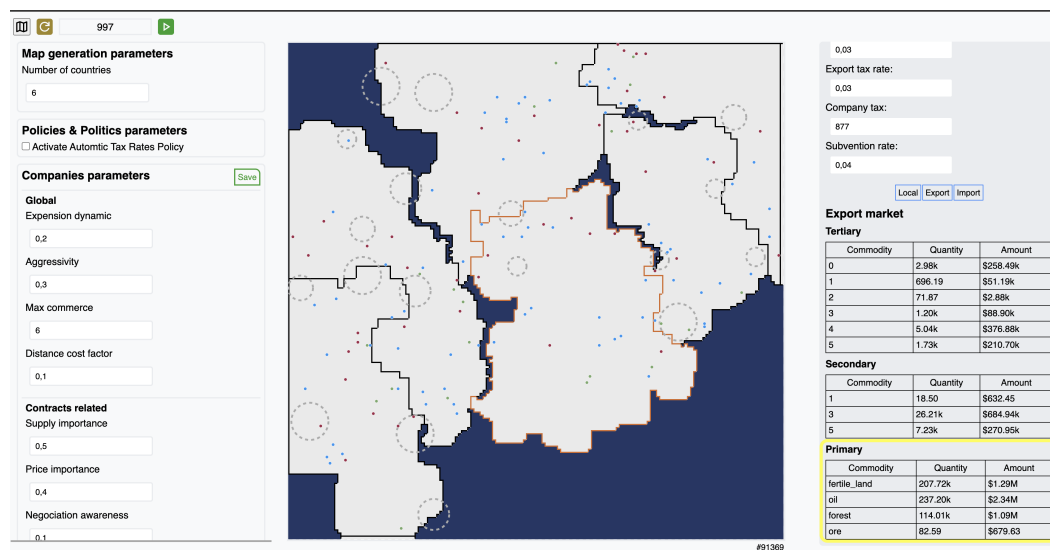 997
Map generation parameters
Number of countries
6
Policies & Politics parameters
Activate Automtic Tax Rates Policy
Companies parameters
Save
Global
Expension dynamic
0,2
Aggressivity
0,3
Max commerce
6
Distance cost factor
0,1
Contracts related
Supply importance
0,5
Price importance
0,4
Negociation awareness
0,1
#91369
0,03
Export tax rate:
0,03
Company tax:
877
Subvention rate:
0,04
Local Export Import
Export market
Tertiary
Commodity Quantity Amount
0 2.98k $258.49k
1 696.19 $51.19k
2 71.87 $2.88k
3 1.20k $88.90k
4 5.04k $376.88k
5 1.73k $210.70k
Secondary
Commodity Quantity Amount
1 18.50 $632.45
3 26.21k $684.94k
5 7.23k $270.95k
Primary
Commodity Quantity Amount
fertile_land 207.72k $1.29M
oil 237.20k $2.34M
forest 114.01k $1.09M
ore 82.59 $679.63